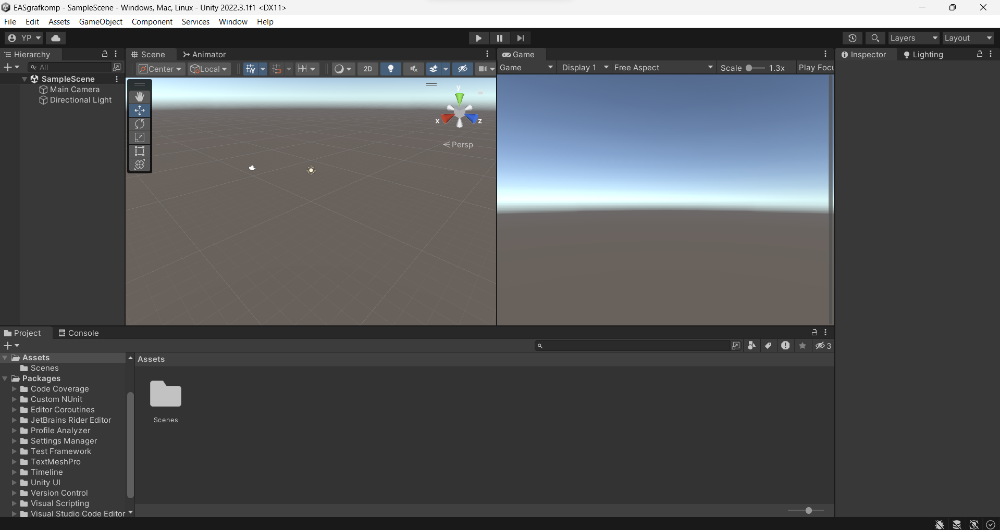 EASgrafkomp - SampleScene - Windows, Mac, Linux - Unity 2022.3.1f1 <DX11>
File Edit Assets GameObject Component Services Window Help
YP Layers Layout
Hierarchy Scene Animator Game Inspector Lighting
All Center Local 2D Game Display 1 Free Aspect Scale 1.3x Play Focu
SampleScene
Main Camera
Directional Light
y
x z
Persp
Project Console
3
Assets Assets
Scenes
Packages
Code Coverage
Custom NUnit
Editor Coroutines
JetBrains Rider Editor
Scenes
Profile Analyzer
Settings Manager
Test Framework
TextMeshPro
Timeline
Unity UI
Version Control
Visual Scripting
Visual Studio Code Editor